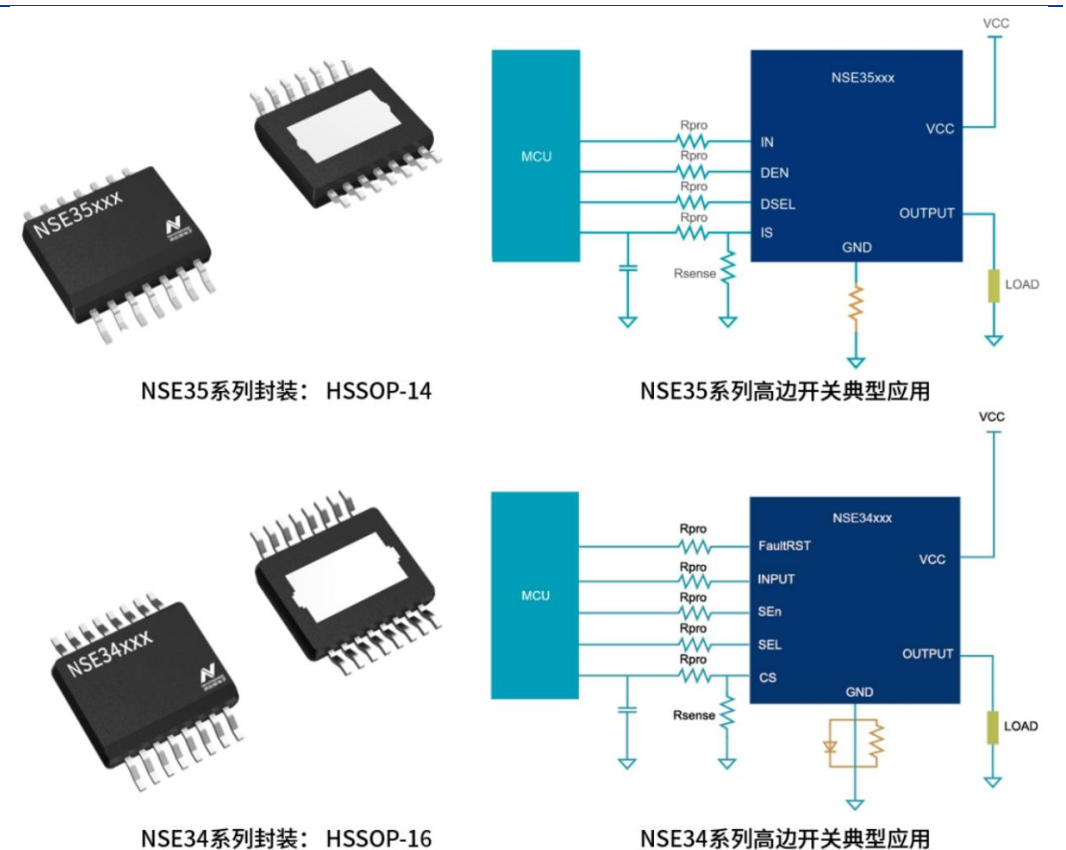 NSE35xxx
VCC
MCU
NSE35xxx
Rpro
IN
VCC
Rpro
DEN
Rpro
DSEL
OUTPUT
Rpro
IS
GND
Rsense
LOAD
NSE35系列封装： HSSOP-14
NSE35系列高边开关典型应用
NSE34xxx
VCC
MCU
NSE34xxx
Rpro
FaultRST
VCC
Rpro
INPUT
Rpro
SEn
Rpro
SEL
OUTPUT
Rpro
CS
GND
Rsense
LOAD
NSE34系列封装： HSSOP-16
NSE34系列高边开关典型应用